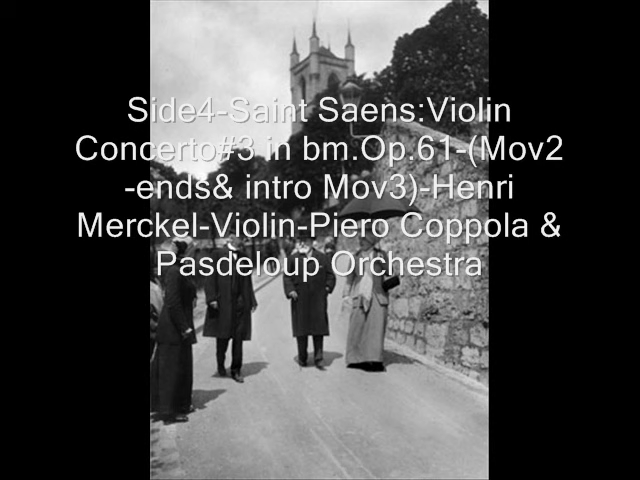 Side4-Saint Saens:Violin
Concerto#3 in bm.Op.61-(Mov2
-ends& intro Mov3)-Henri
Merckel-Violin-Piero Coppola &
Pasdeloup Orchestra